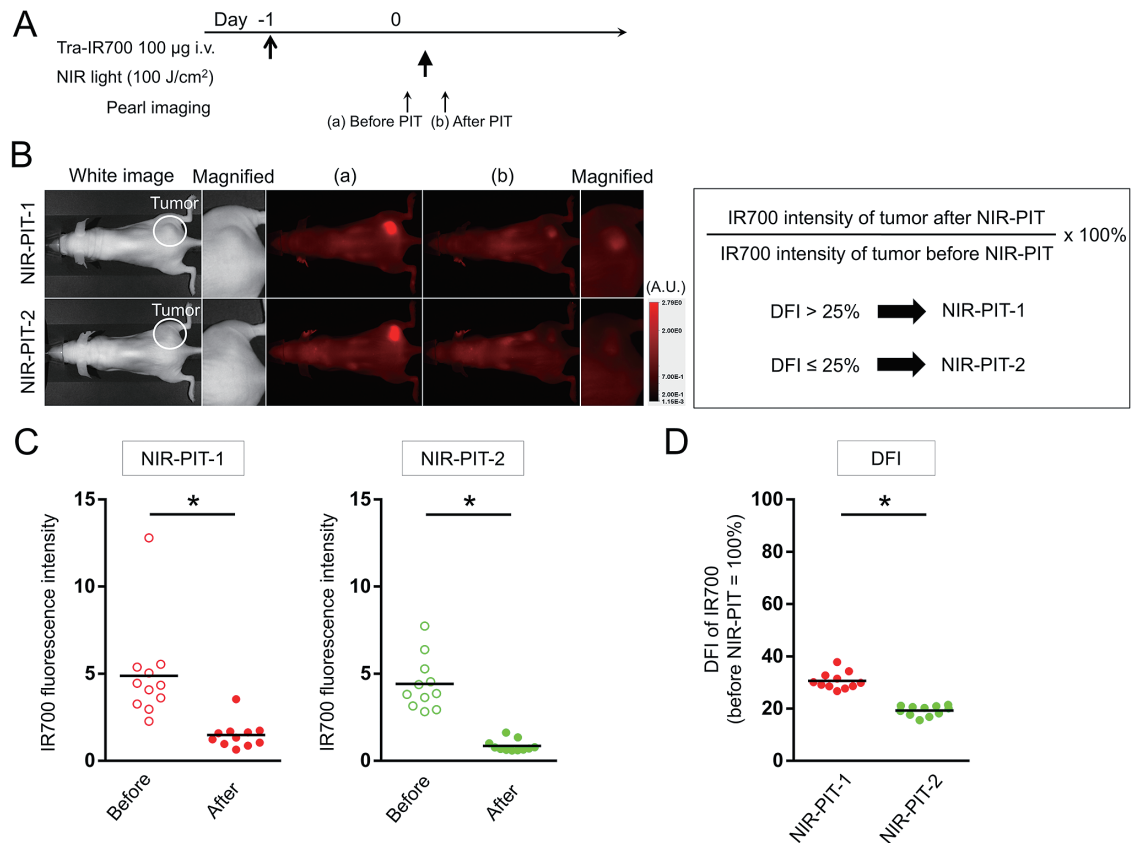 A
Day -1 0
Tra-IR700 100 µg i.v.
NIR light (100 J/cm²)
Pearl imaging
(a) Before PIT (b) After PIT
B
White image Magnified (a) (b) Magnified
NIR-PIT-1
Tumor
NIR-PIT-2
Tumor
(A.U.)
2.79E0
2.00E0
7.00E-1
2.00E-1
1.15E-3
IR700 intensity of tumor after NIR-PIT
IR700 intensity of tumor before NIR-PIT
x 100%
DFI > 25% NIR-PIT-1
DFI ≤ 25% NIR-PIT-2
C
NIR-PIT-1
IR700 fluorescence intensity
15
10
5
0
*
Before After
NIR-PIT-2
IR700 fluorescence intensity
15
10
5
0
*
Before After
D
DFI
DFI of IR700
(before NIR-PIT = 100%)
100
80
60
40
20
0
*
NIR-PIT-1 NIR-PIT-2